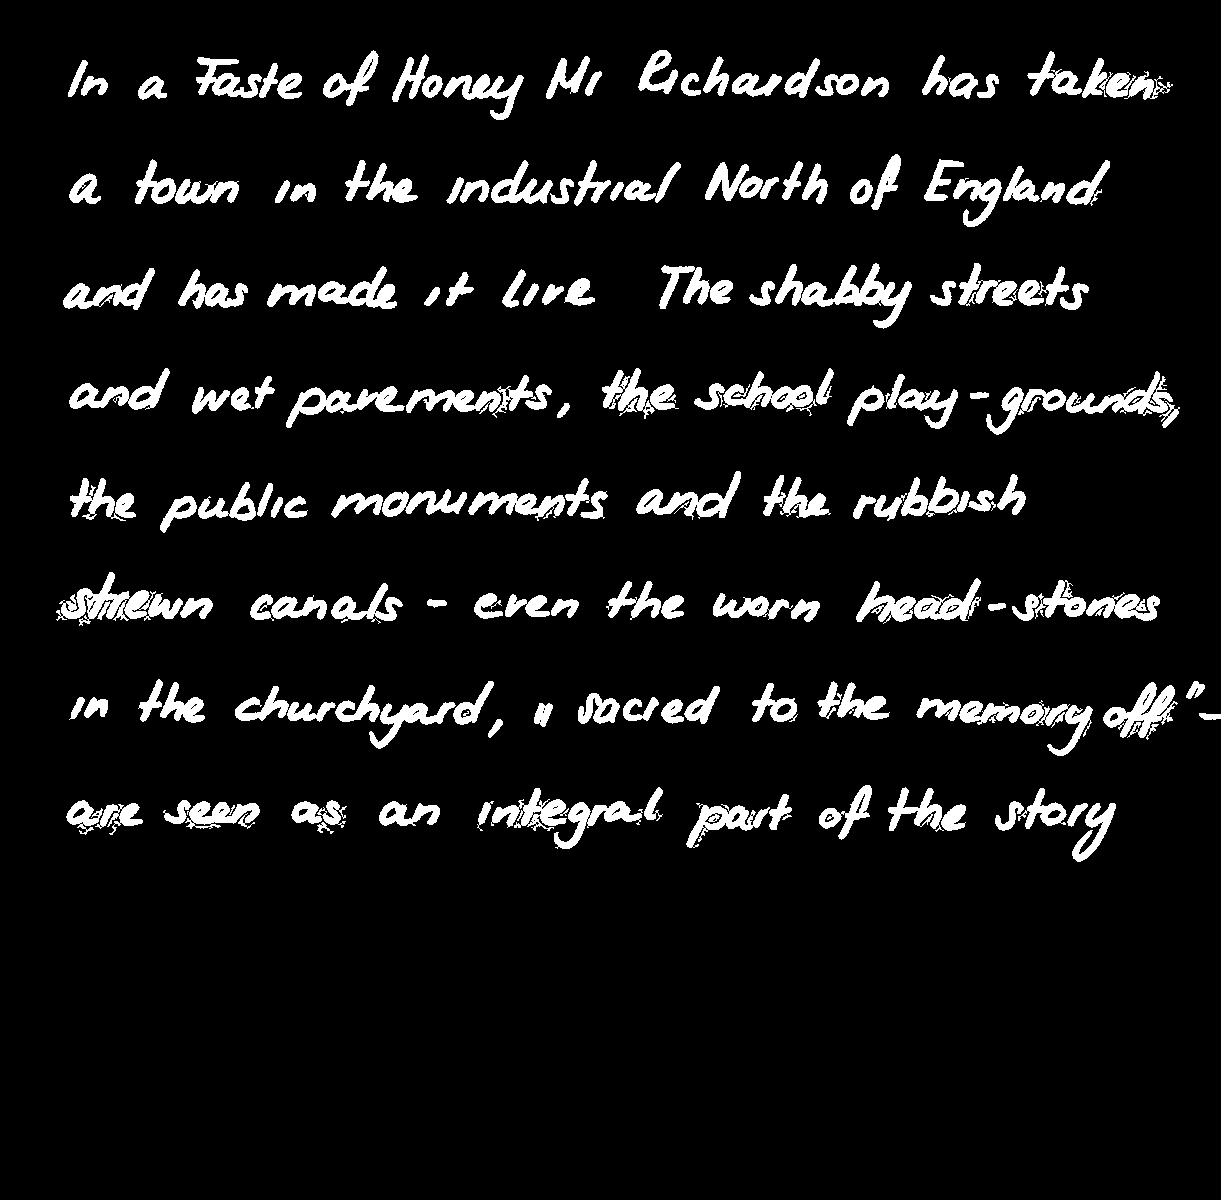 In a Taste of Honey Mr Richardson has taken
a town in the industrial North of England
and has made it live The shabby streets
and wet pavements, the school play-grounds,
the public monuments and the rubbish
strewn canals - even the worn head-stones
in the churchyard, "sacred to the memory off"-
are seen as an integral part of the story